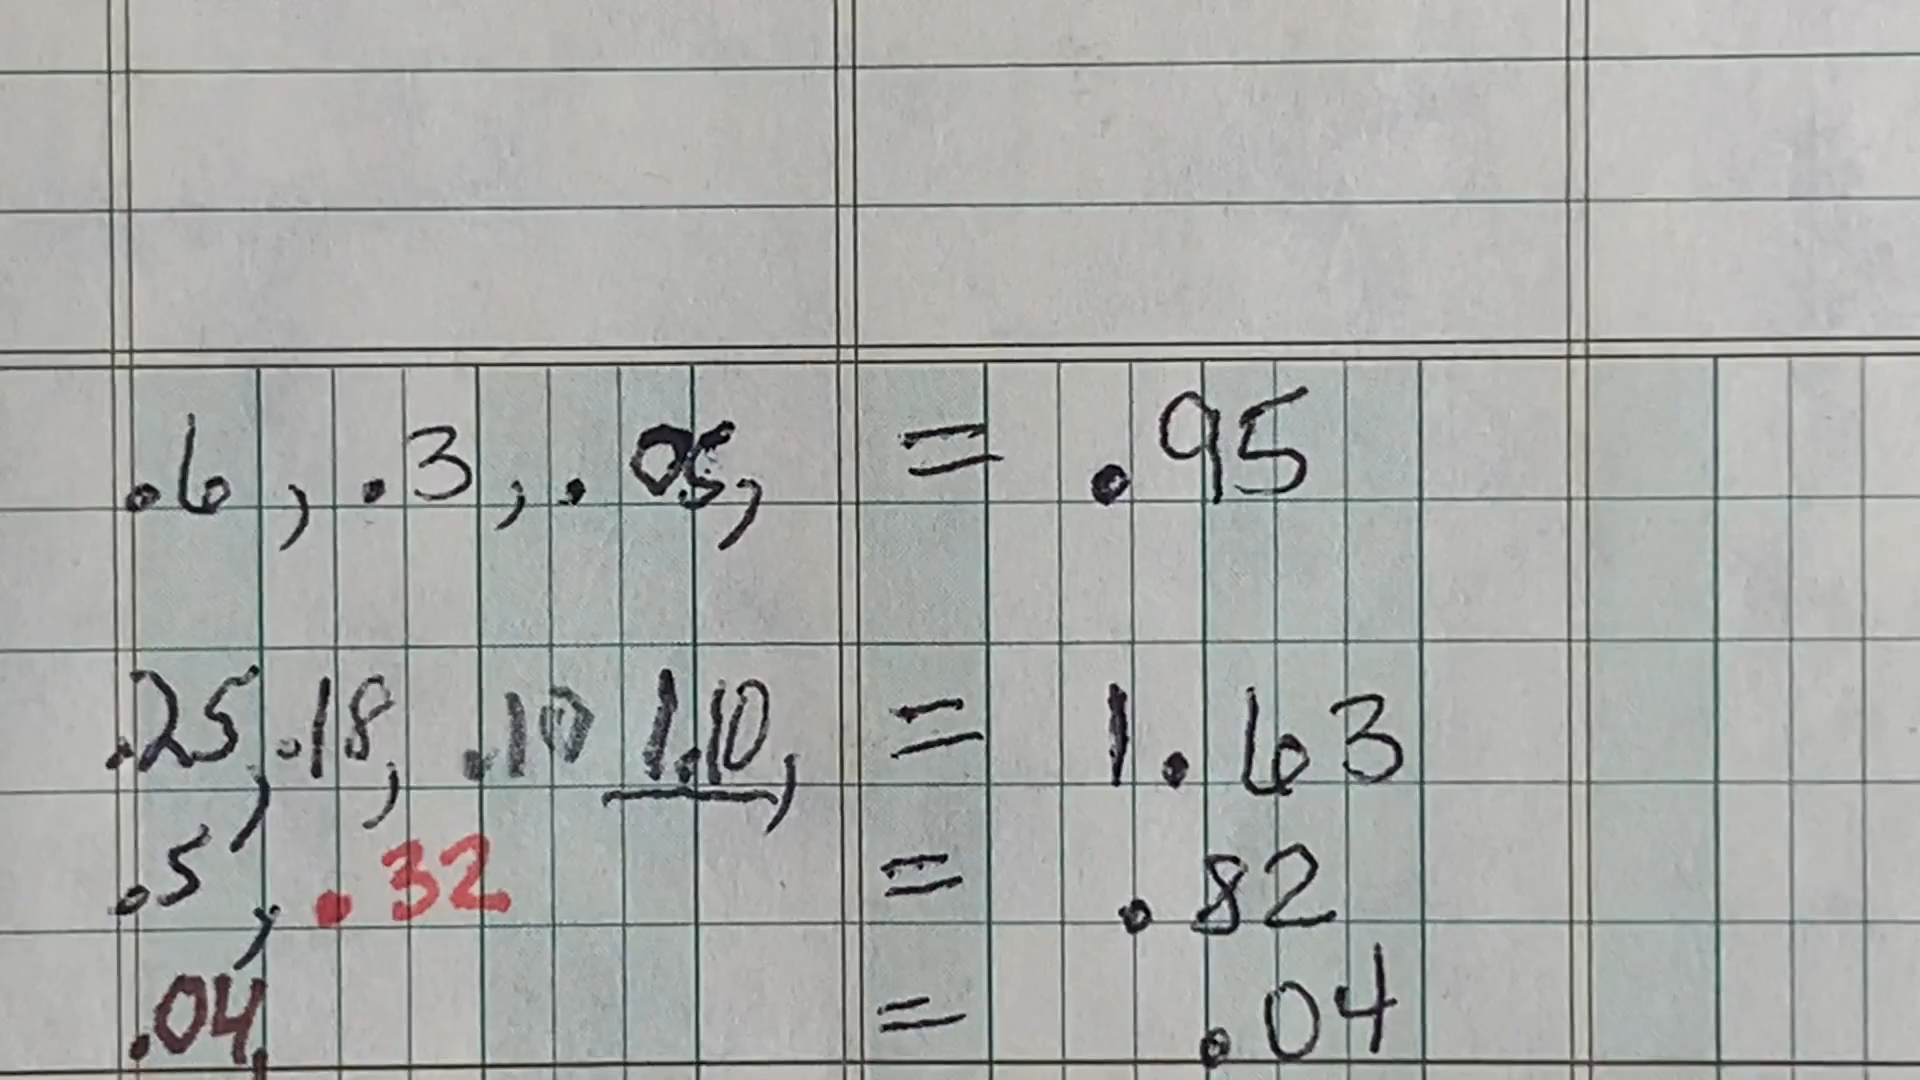 .6, .3, .05, = .95
.25, .18, .10 1.10, = 1.63
.5, .32 = .82
.04, = .04